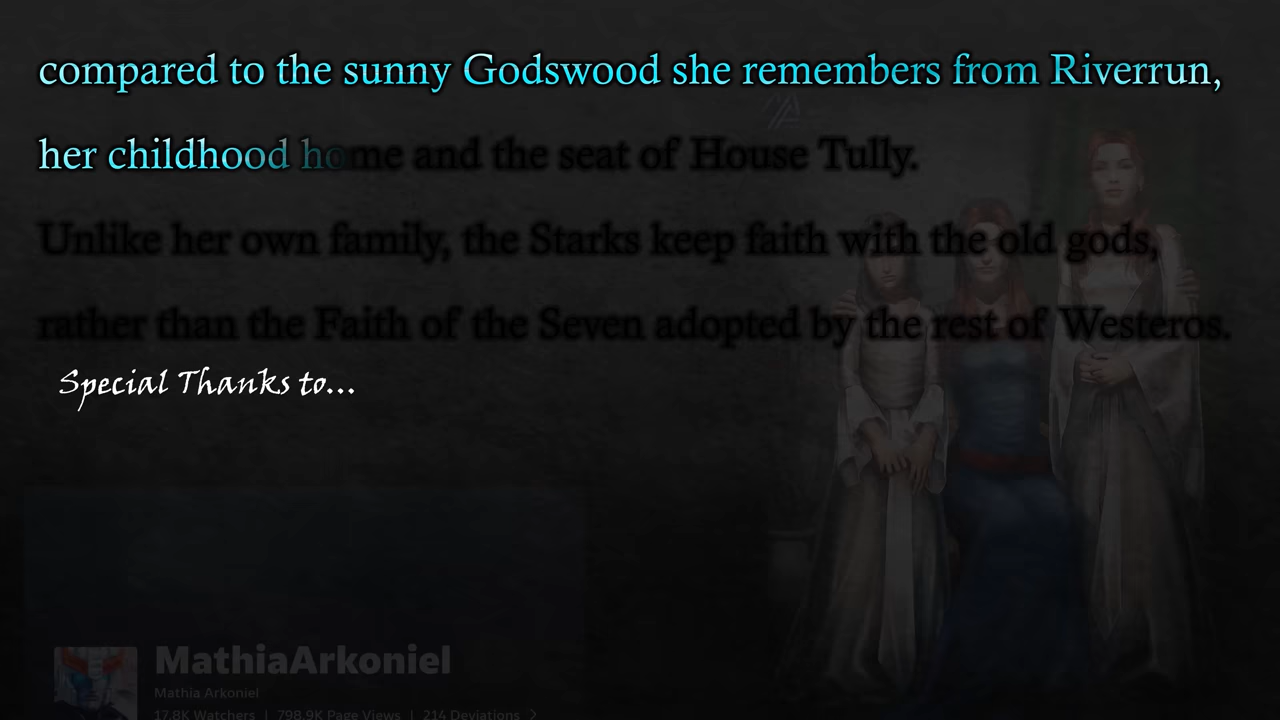 compared to the sunny Godswood she remembers from Riverrun,
her childhood home and the seat of House Tully.
Unlike her own family, the Starks keep faith with the old gods,
rather than the Faith of the Seven adopted by the rest of Westeros.
Special Thanks to...
MathiaArkoniel
Mathia Arkoniel
17.8K Watchers | 798.9K Page Views | 214 Deviations >